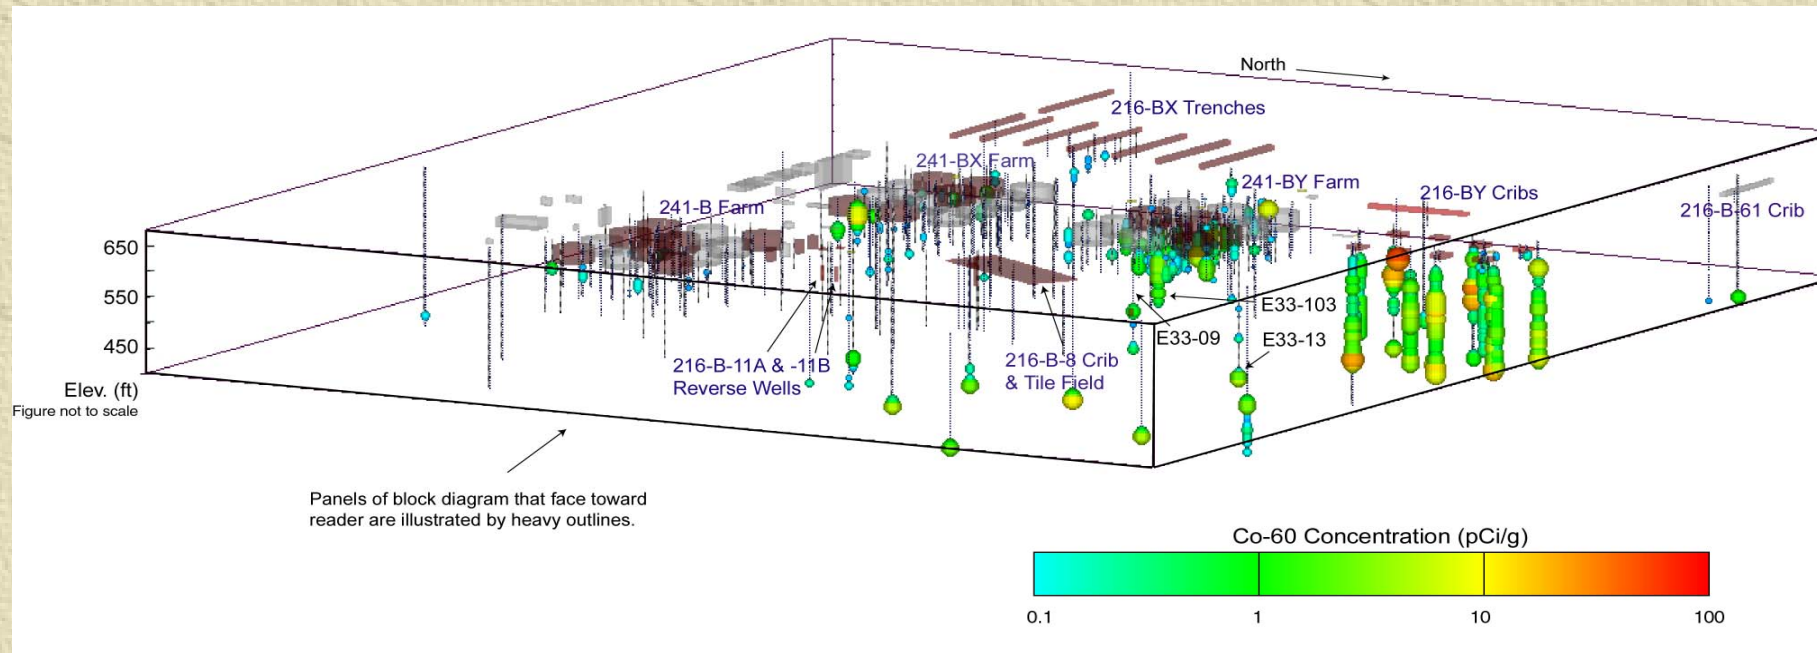 North
216-BX Trenches
241-BX Farm
241-BY Farm
216-BY Cribs
241-B Farm
216-B-61 Crib
650
550
450
Elev. (ft)
Figure not to scale
E33-103
E33-09
E33-13
216-B-11A & -11B
Reverse Wells
216-B-8 Crib
& Tile Field
Panels of block diagram that face toward
reader are illustrated by heavy outlines.
Co-60 Concentration (pCi/g)
0.1 1 10 100